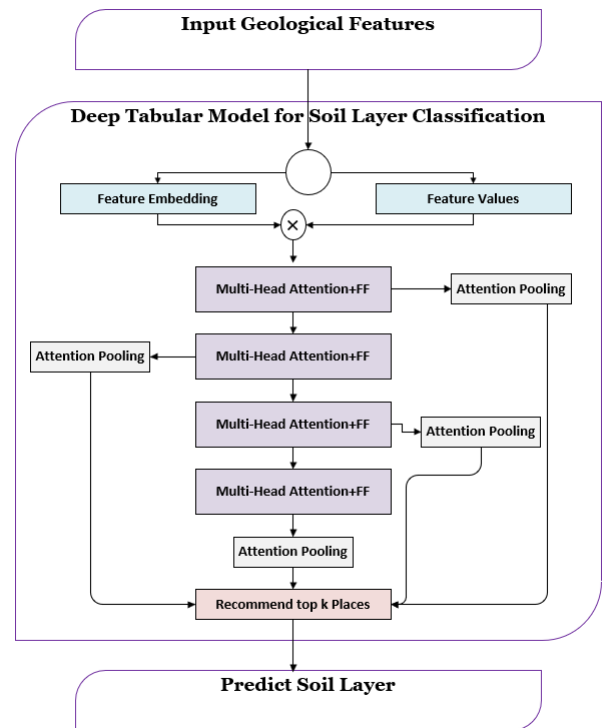 Input Geological Features
Deep Tabular Model for Soil Layer Classification
Feature Embedding
Feature Values
×
Multi-Head Attention+FF
Attention Pooling
Attention Pooling
Multi-Head Attention+FF
Multi-Head Attention+FF
Attention Pooling
Multi-Head Attention+FF
Attention Pooling
Recommend top k Places
Predict Soil Layer